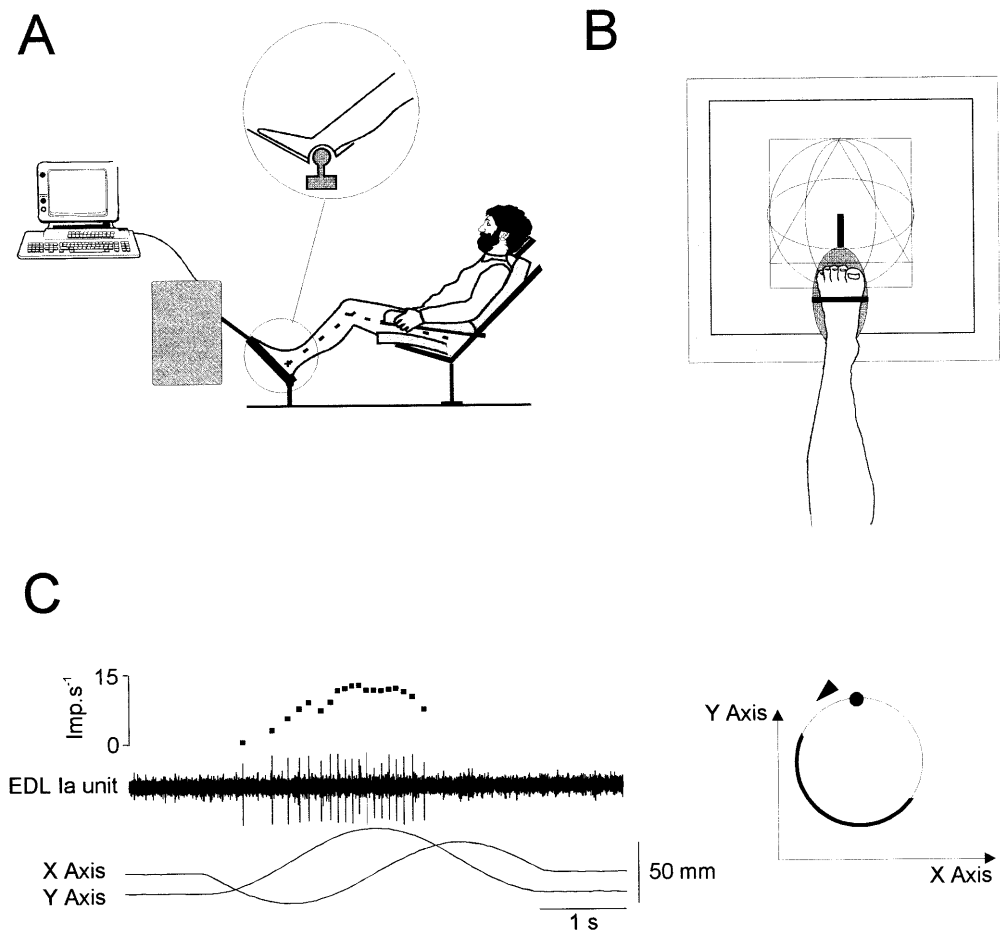 A
B
C
15
Imp.s⁻¹
0
EDL Ia unit
X Axis
Y Axis
50 mm
1 s
Y Axis
X Axis